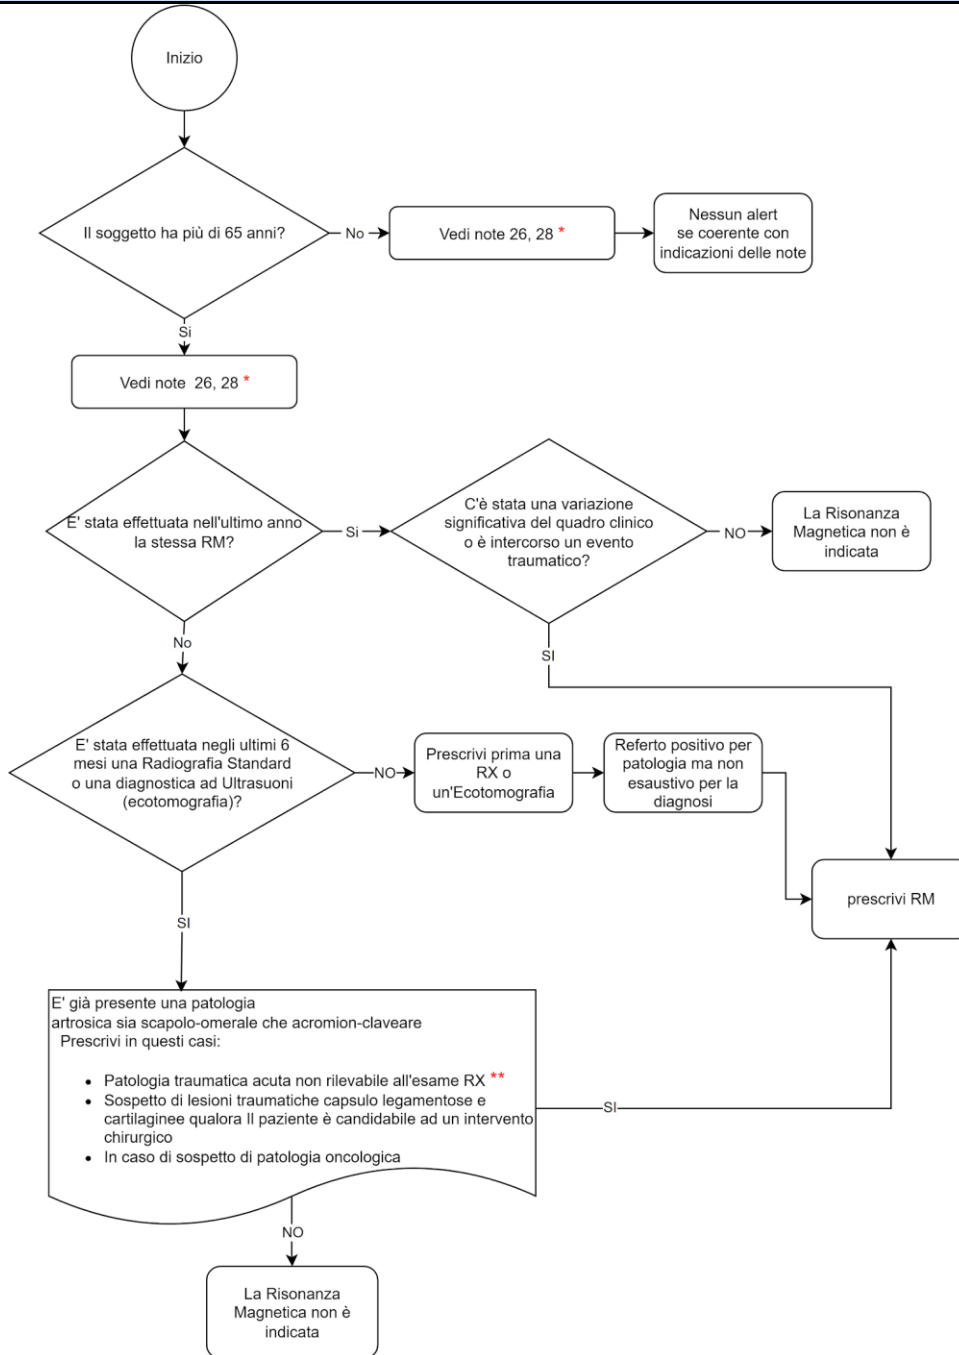 Inizio
Il soggetto ha più di 65 anni?
No
Vedi note 26, 28 *
Nessun alert
se coerente con
indicazioni delle note
Si
Vedi note 26, 28 *
E' stata effettuata nell'ultimo anno
la stessa RM?
Si
C'è stata una variazione
significativa del quadro clinico
o è intercorso un evento
traumatico?
NO
La Risonanza
Magnetica non è
indicata
No
SI
E' stata effettuata negli ultimi 6
mesi una Radiografia Standard
o una diagnostica ad Ultrasuoni
(ecotomografia)?
NO
Prescrivi prima una
RX o
un'Ecotomografia
Referto positivo per
patologia ma non
esaustivo per la
diagnosi
prescrivi RM
SI
E' già presente una patologia
artrosica sia scapolo-omerale che acromion-claveare
Prescrivi in questi casi:
• Patologia traumatica acuta non rilevabile all'esame RX **
• Sospetto di lesioni traumatiche capsulo legamentose e
cartilaginee qualora Il paziente è candidabile ad un intervento
chirurgico
• In caso di sospetto di patologia oncologica
SI
NO
La Risonanza
Magnetica non è
indicata